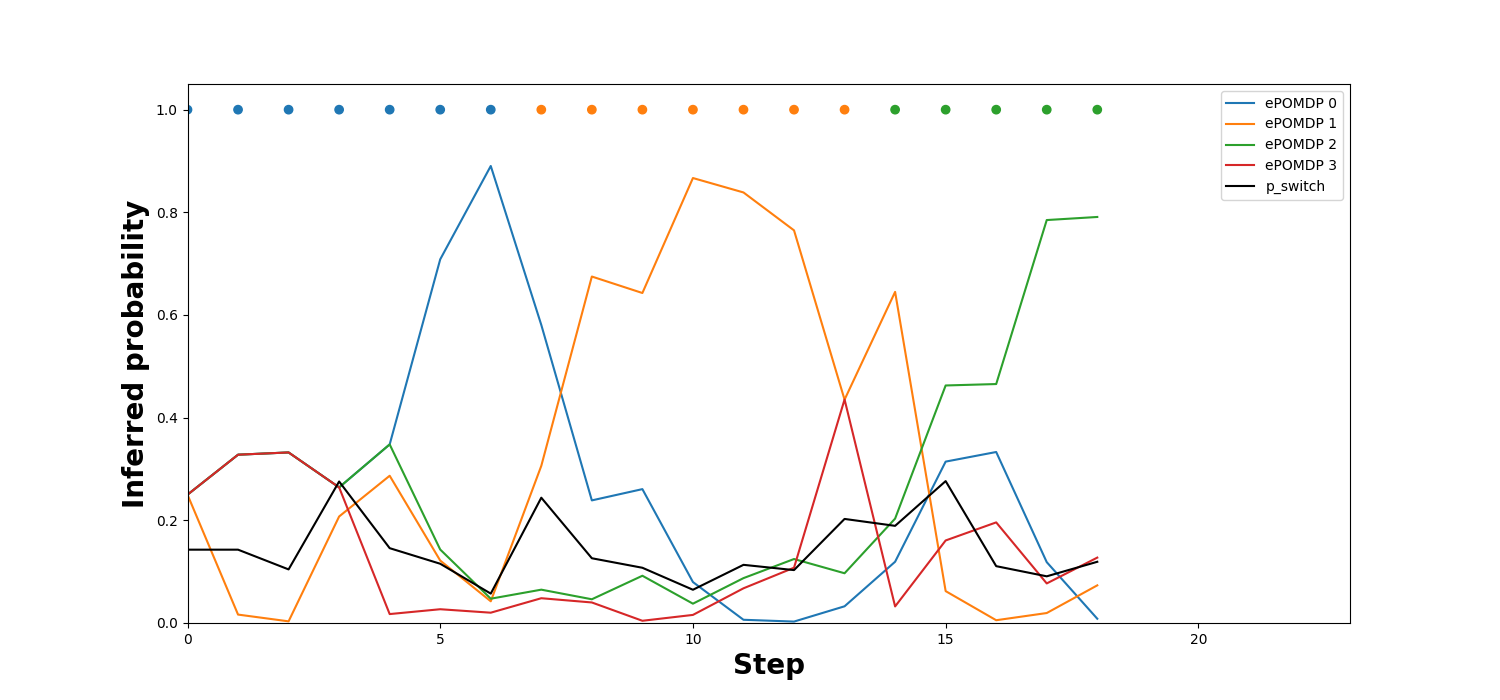 1.0
0.8
0.6
0.4
0.2
0.0
Inferred probability
0 5 10 15 20
Step
ePOMDP 0
ePOMDP 1
ePOMDP 2
ePOMDP 3
p_switch